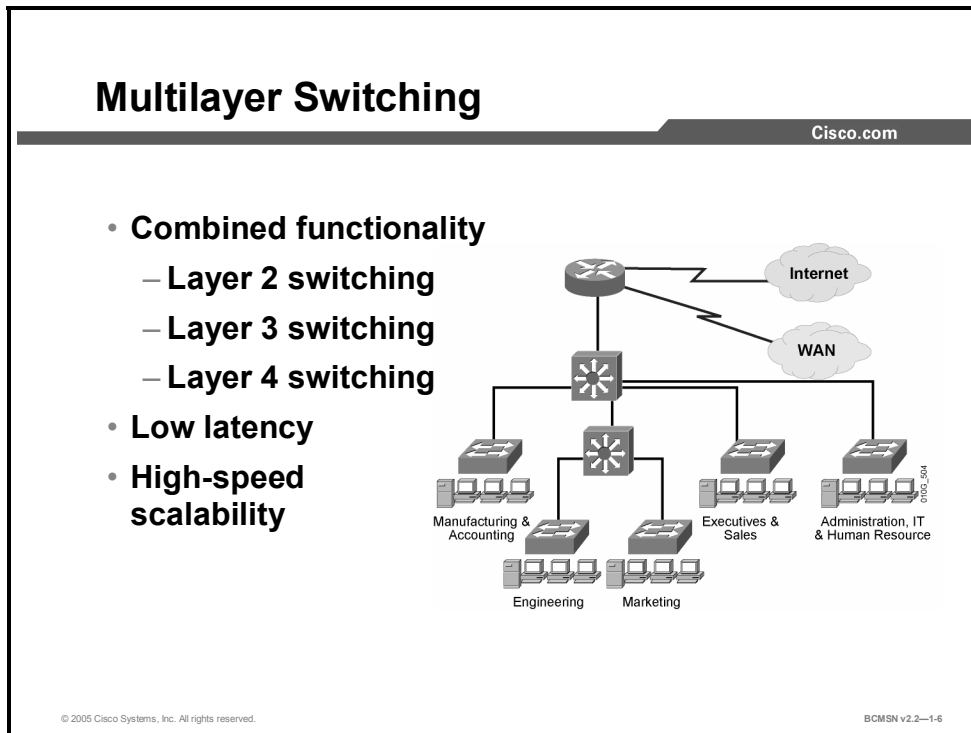 Multilayer Switching
Cisco.com
• Combined functionality
– Layer 2 switching
– Layer 3 switching
– Layer 4 switching
• Low latency
• High-speed
scalability
Internet
WAN
010G_504
Manufacturing &
Accounting
Executives &
Sales
Administration, IT
& Human Resource
Engineering
Marketing
© 2005 Cisco Systems, Inc. All rights reserved.
BCMSN v2.2—1-6